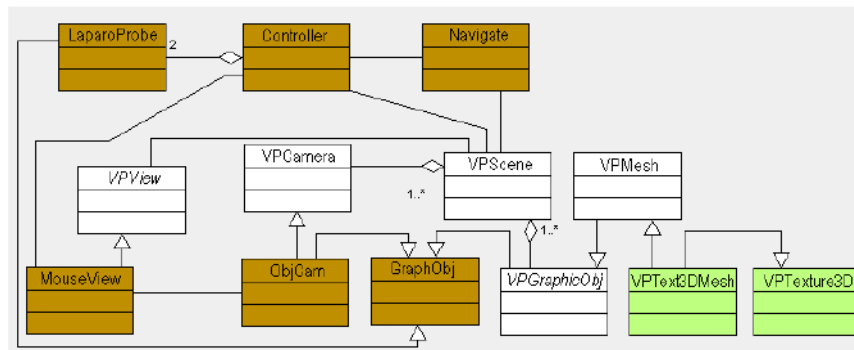 LaparoProbe
Controller
Navigate
2
VPView
VPCamera
VPScene
VPMesh
1..*
1..*
MouseView
ObjCam
GraphObj
VPGraphicObj
VPText3DMesh
VPTexture3D